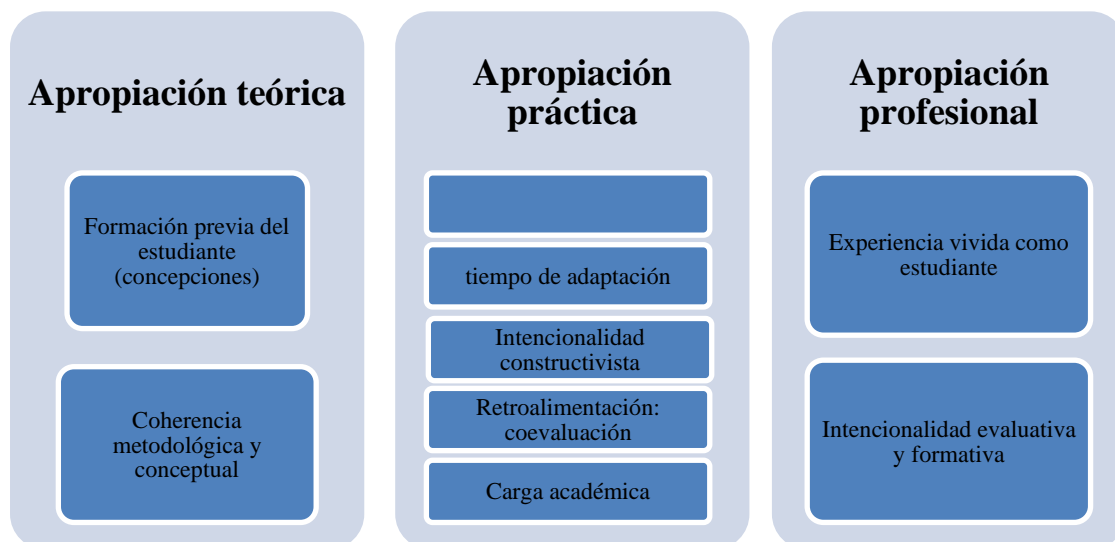 Apropiación teórica
Formación previa del
estudiante
(concepciones)
Coherencia
metodológica y
conceptual
Apropiación
práctica
tiempo de adaptación
Intencionalidad
constructivista
Retroalimentación:
coevaluación
Carga académica
Apropiación
profesional
Experiencia vivida como
estudiante
Intencionalidad evaluativa
y formativa